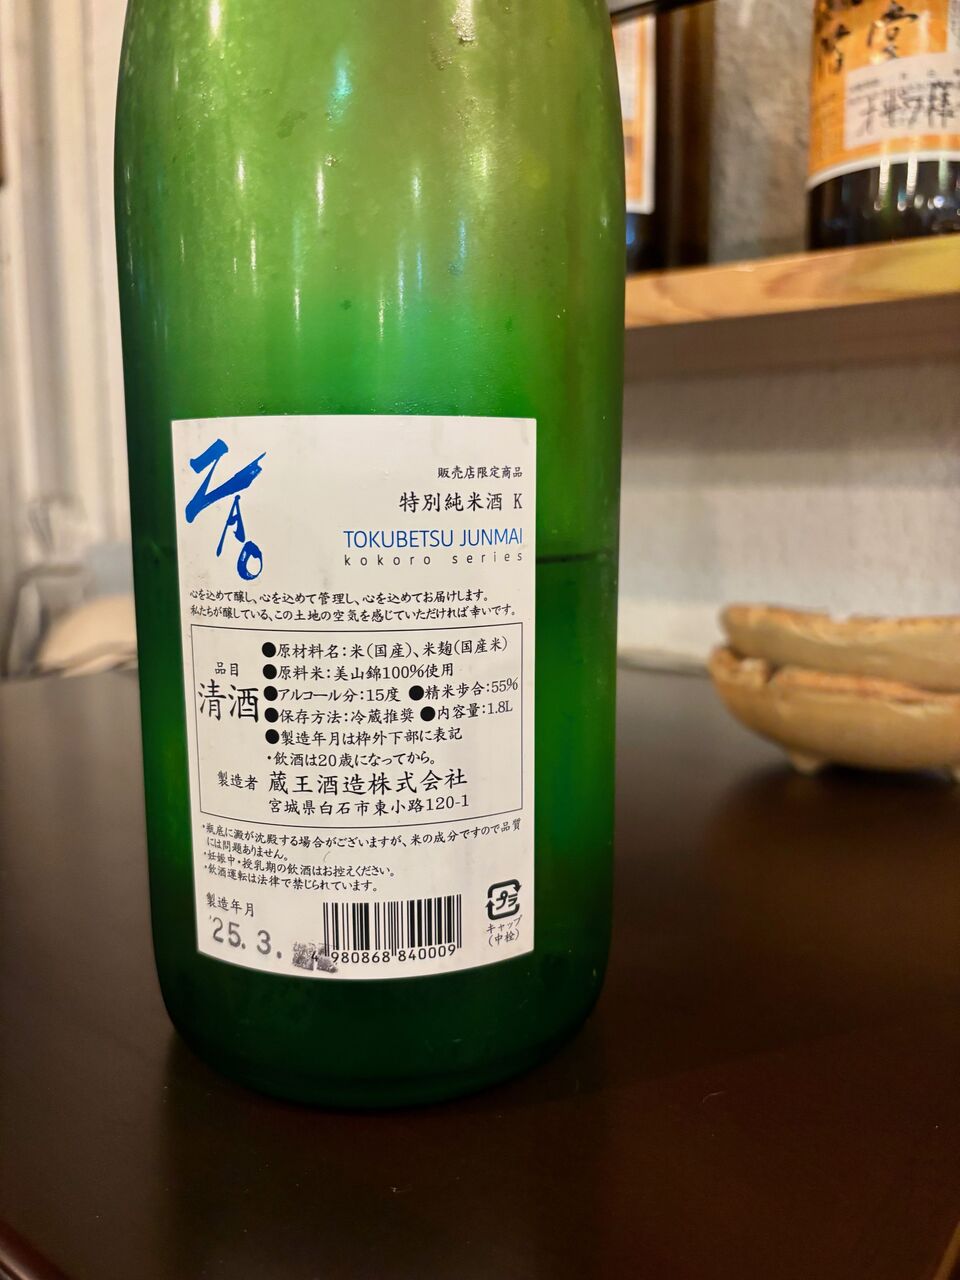 ZAO
販売店限定商品
特別純米酒 K
TOKUBETSU JUNMAI
kokoro series
心を込めて醸し、心を込めて管理し、心を込めてお届けします。
私たちが醸している、この土地の空気を感じていただければ幸いです。
品目
清酒
●原材料名：米（国産）、米麹（国産米）
●原料米：美山錦100％使用
●アルコール分：15度 ●精米歩合：55%
●保存方法：冷蔵推奨 ●内容量：1.8L
●製造年月は枠外下部に表記
・飲酒は20歳になってから。
製造者 蔵王酒造株式会社
宮城県白石市東小路120-1
・瓶底に澱が沈殿する場合がございますが、米の成分ですので品質
には問題ありません。
・妊娠中・授乳期の飲酒はお控えください。
・飲酒運転は法律で禁じられています。
製造年月
'25.3.
4 980868 840009
プラ
キャップ
（中栓）